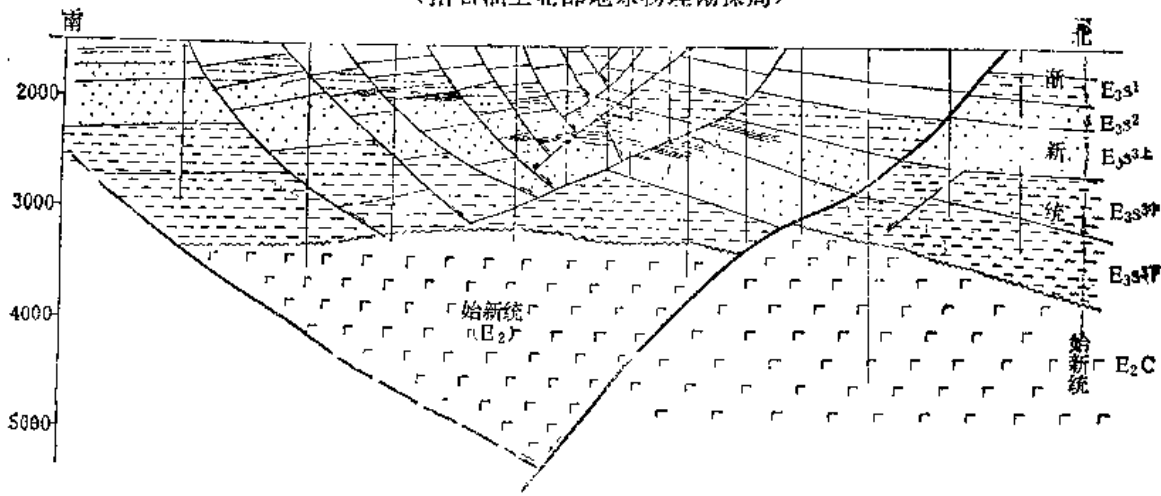 南
北
2000
3000
4000
5000
渐
新
统
E₃s¹
E₃s²
E₃s³上
E₃s³中
E₃s³下
始新统
(E₂)
始新统
E₂C